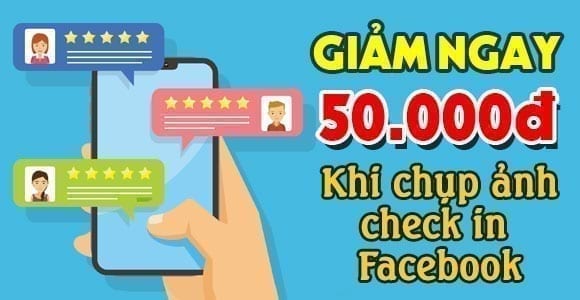 GIẢM NGAY
50.000đ
Khi chụp ảnh
check in
Facebook